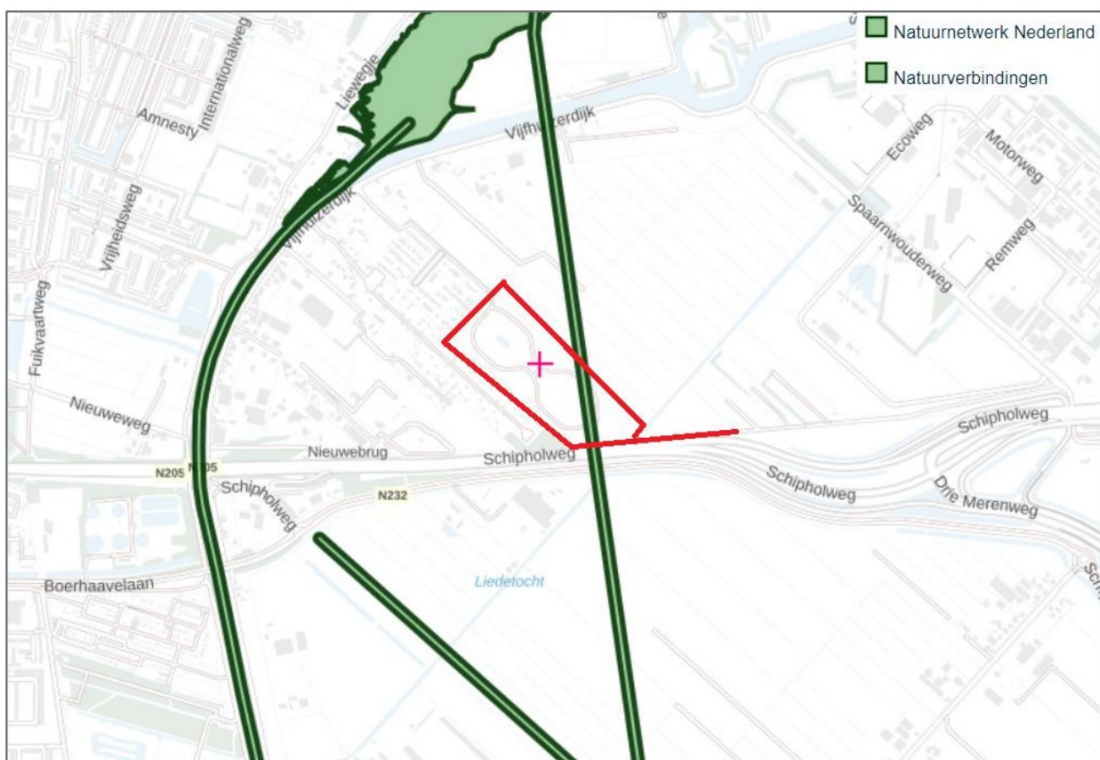 Natuurnetwerk Nederland
Natuurverbindingen
Internationalweg
Liewegje
Amnesty
Vijfhuizerdijk
Ecoweg
Motorweg
Vrijheidsweg
Vijfhuizerdijk
Spaarnwouderweg
Remweg
Fuikvaartweg
Nieuweweg
Nieuwebrug
Schipholweg
Schipholweg
N205
Schipholweg
N232
Schipholweg
Drie Merenweg
Boerhaavelaan
Liedetocht